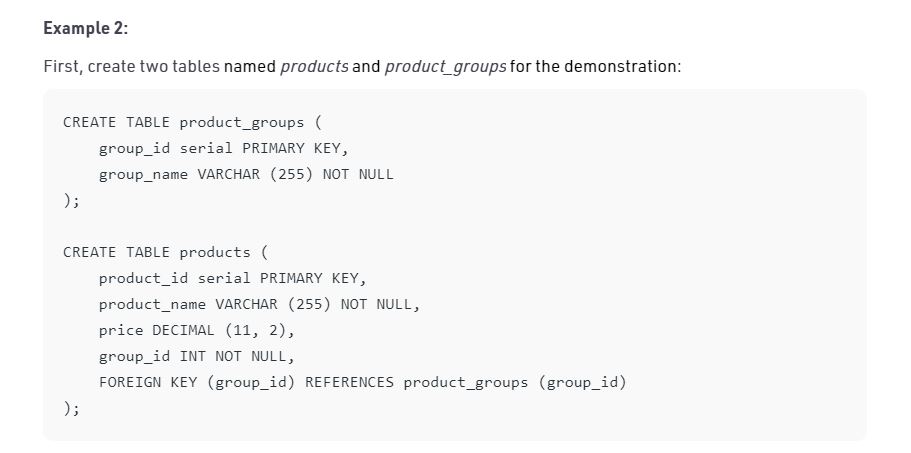 Example 2:
First, create two tables named products and product_groups for the demonstration:
CREATE TABLE product_groups (
    group_id serial PRIMARY KEY,
    group_name VARCHAR (255) NOT NULL
);

CREATE TABLE products (
    product_id serial PRIMARY KEY,
    product_name VARCHAR (255) NOT NULL,
    price DECIMAL (11, 2),
    group_id INT NOT NULL,
    FOREIGN KEY (group_id) REFERENCES product_groups (group_id)
);